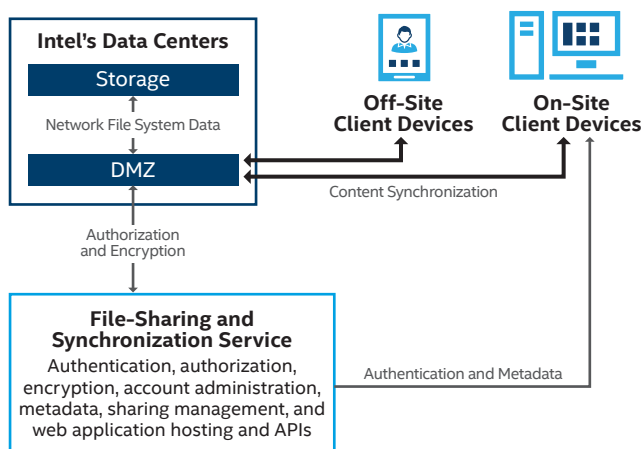 Intel’s Data Centers
Storage
Network File System Data
DMZ
Off-Site
Client Devices
On-Site
Client Devices
Content Synchronization
Authorization
and Encryption
File-Sharing and
Synchronization Service
Authentication, authorization,
encryption, account administration,
metadata, sharing management, and
web application hosting and APIs
Authentication and Metadata